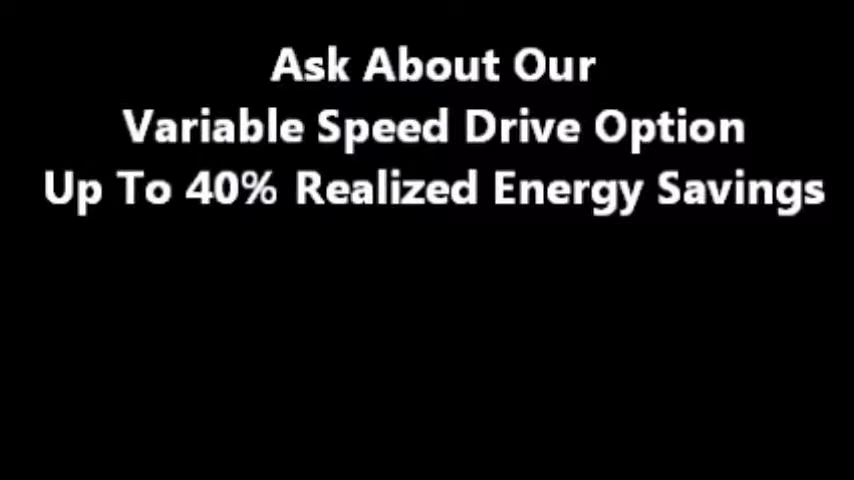 Ask About Our
Variable Speed Drive Option
Up To 40% Realized Energy Savings